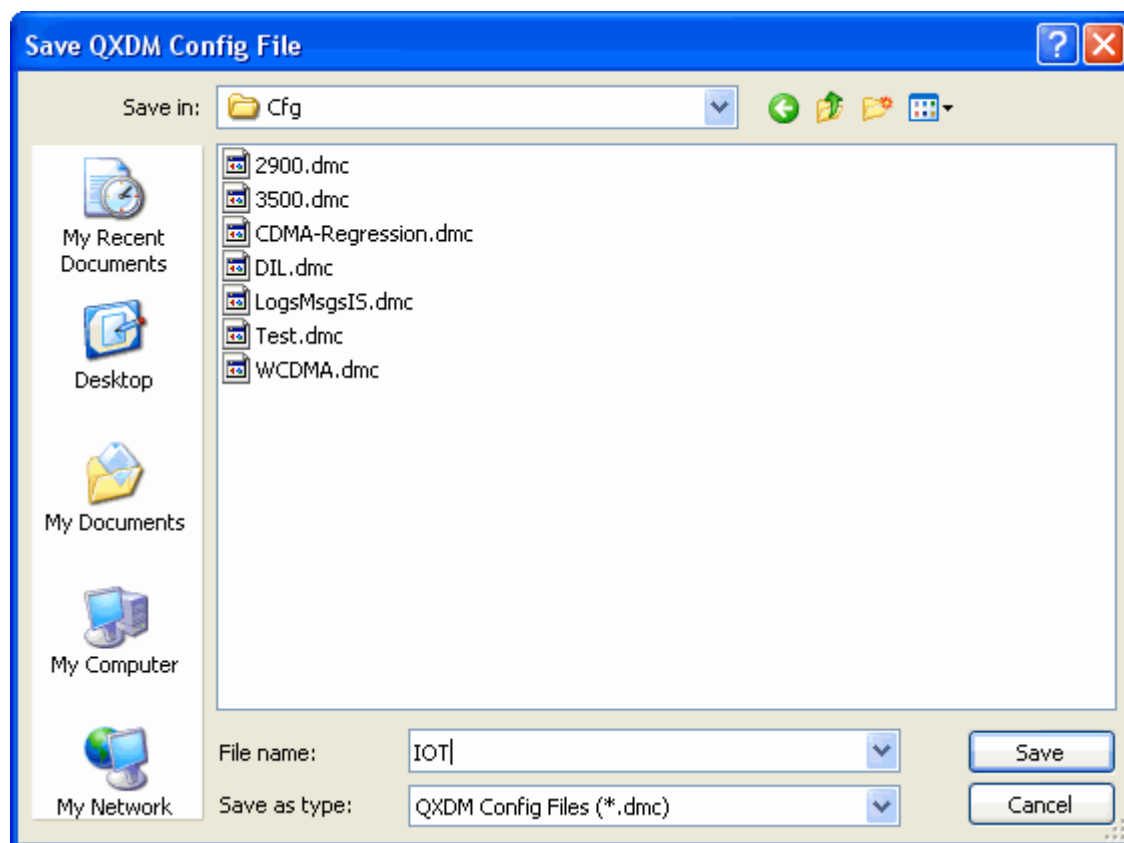 Save QXDM Config File
Save in:
Cfg
2900.dmc
3500.dmc
CDMA-Regression.dmc
DIL.dmc
LogsMsgsIS.dmc
Test.dmc
WCDMA.dmc
My Recent
Documents
Desktop
My Documents
My Computer
My Network
File name:
IOT
Save
Save as type:
QXDM Config Files (*.dmc)
Cancel